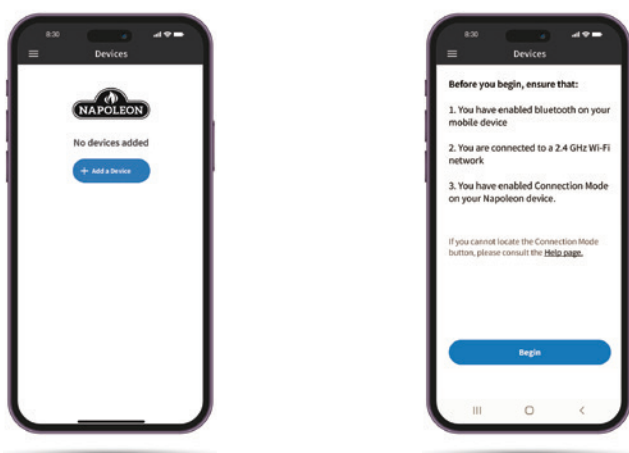 8:30
Devices
NAPOLEON
No devices added
+ Add a Device
8:30
Devices
Before you begin, ensure that:
1. You have enabled bluetooth on your
mobile device
2. You are connected to a 2.4 GHz Wi-Fi
network
3. You have enabled Connection Mode
on your Napoleon device.
If you cannot locate the Connection Mode
button, please consult the Help page.
Begin